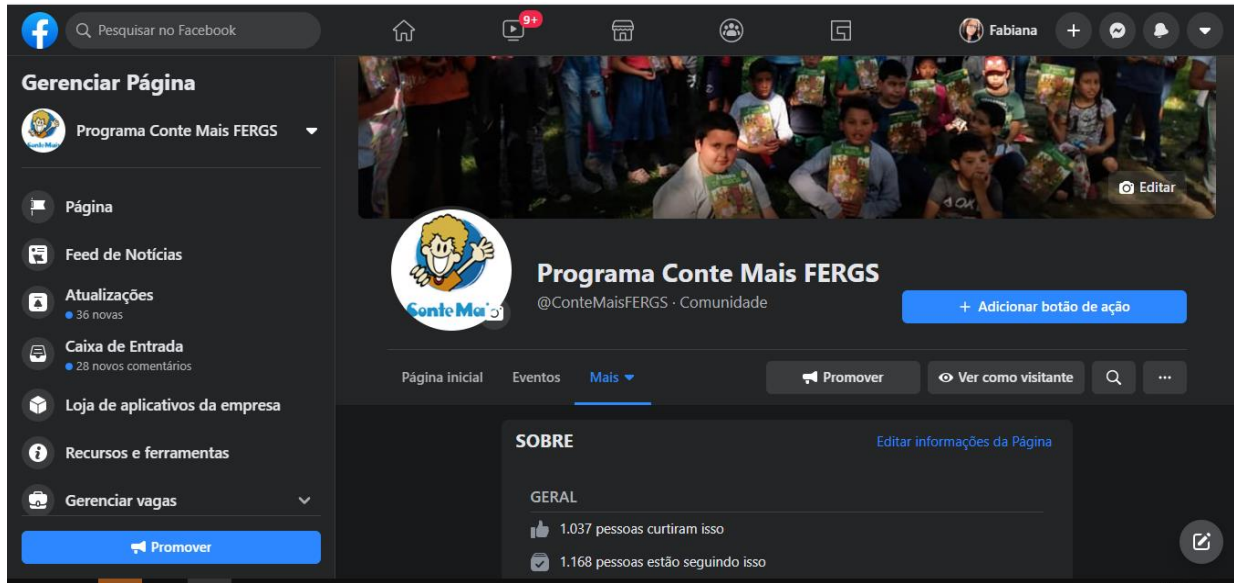 Pesquisar no Facebook
9+
Fabiana
Gerenciar Página
Programa Conte Mais FERGS
Página
Feed de Notícias
Atualizações
36 novas
Caixa de Entrada
28 novos comentários
Loja de aplicativos da empresa
Recursos e ferramentas
Gerenciar vagas
Promover
Editar
Conte Mais
Programa Conte Mais FERGS
@ConteMaisFERGS · Comunidade
+ Adicionar botão de ação
Página inicial
Eventos
Mais
Promover
Ver como visitante
SOBRE
Editar informações da Página
GERAL
1.037 pessoas curtiram isso
1.168 pessoas estão seguindo isso